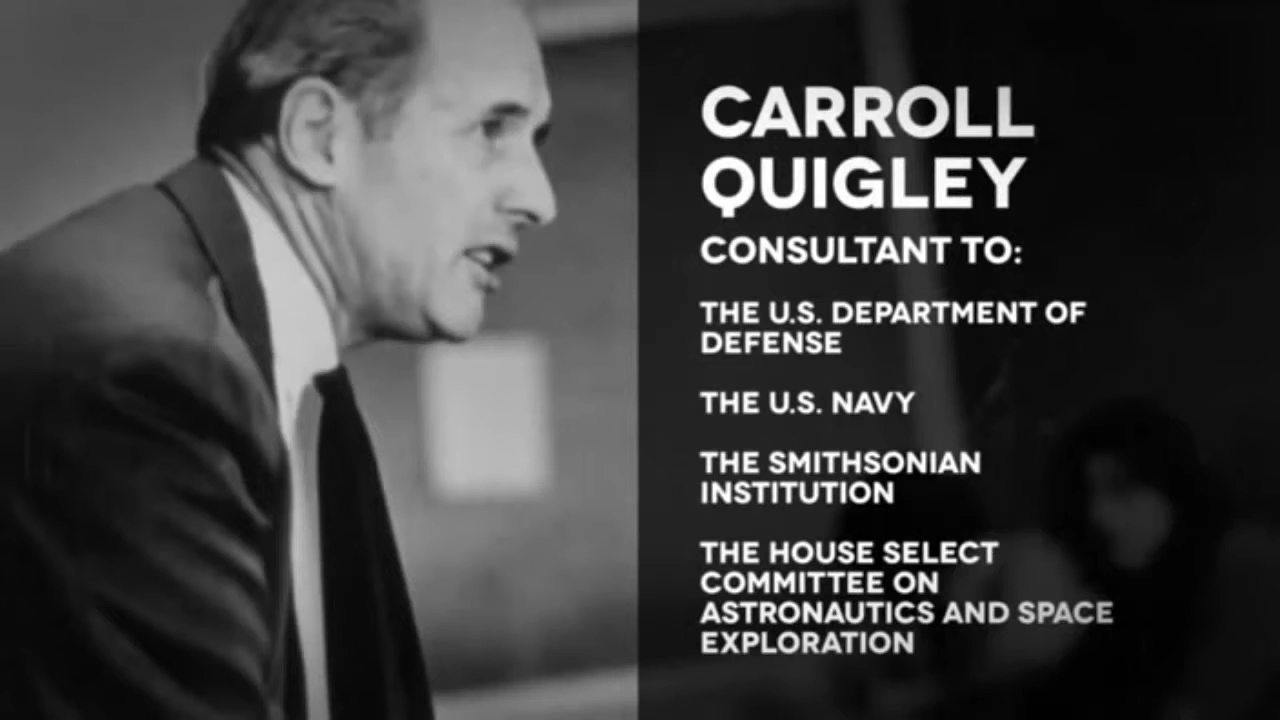 CARROLL
QUIGLEY
CONSULTANT TO:
THE U.S. DEPARTMENT OF
DEFENSE
THE U.S. NAVY
THE SMITHSONIAN
INSTITUTION
THE HOUSE SELECT
COMMITTEE ON
ASTRONAUTICS AND SPACE
EXPLORATION